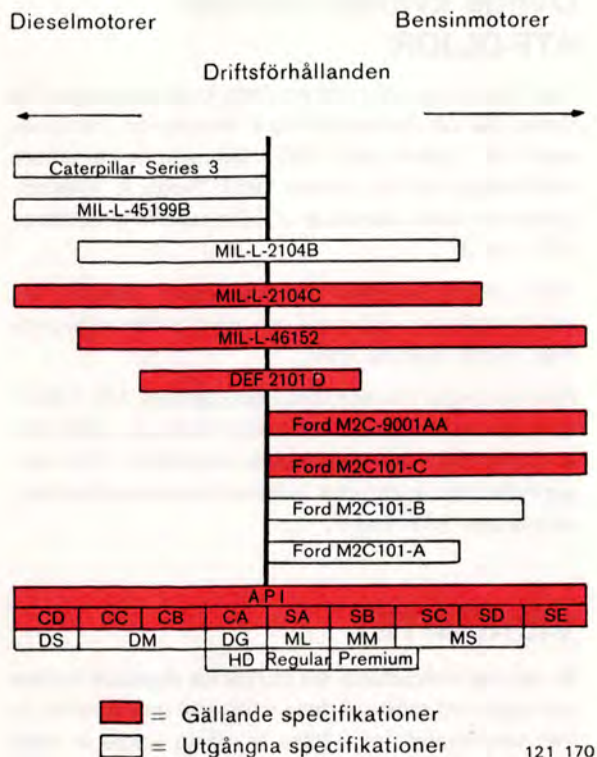 Dieselmotorer Bensinmotorer
Driftsförhållanden
Caterpillar Series 3
MIL-L-45199B
MIL-L-2104B
MIL-L-2104C
MIL-L-46152
DEF 2101 D
Ford M2C-9001AA
Ford M2C101-C
Ford M2C101-B
Ford M2C101-A
API
CD CC CB CA SA SB SC SD SE
DS DM DG ML MM MS
HD Regular Premium
= Gällande specifikationer
= Utgångna specifikationer
121 170